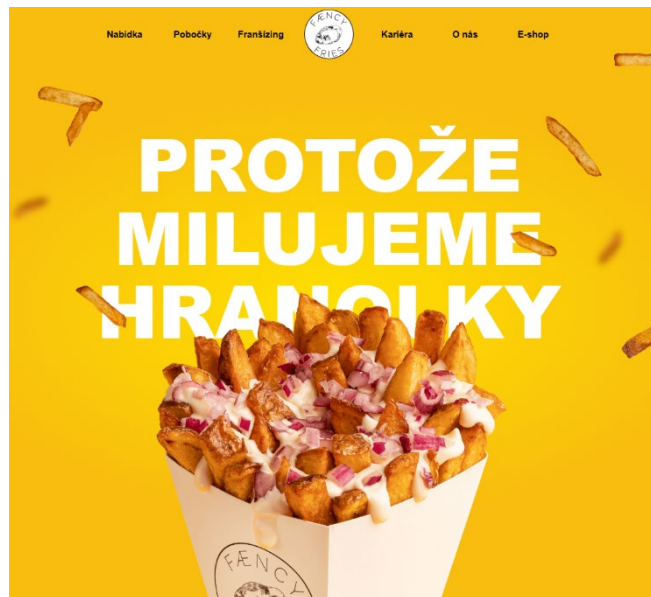 Nabídka Pobočky Franšízing FÆNCY FRIES Kariéra O nás E-shop
PROTOŽE
MILUJEME
HRANOLKY
FÆNCY